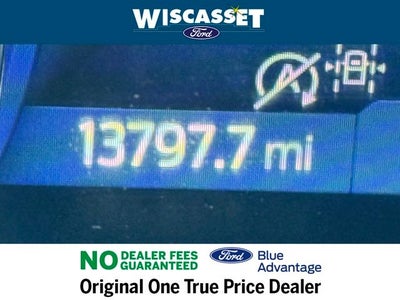 WISCASSET
Ford
A
13797.7 mi
NO DEALER FEES GUARANTEED
Ford Blue Advantage
Original One True Price Dealer